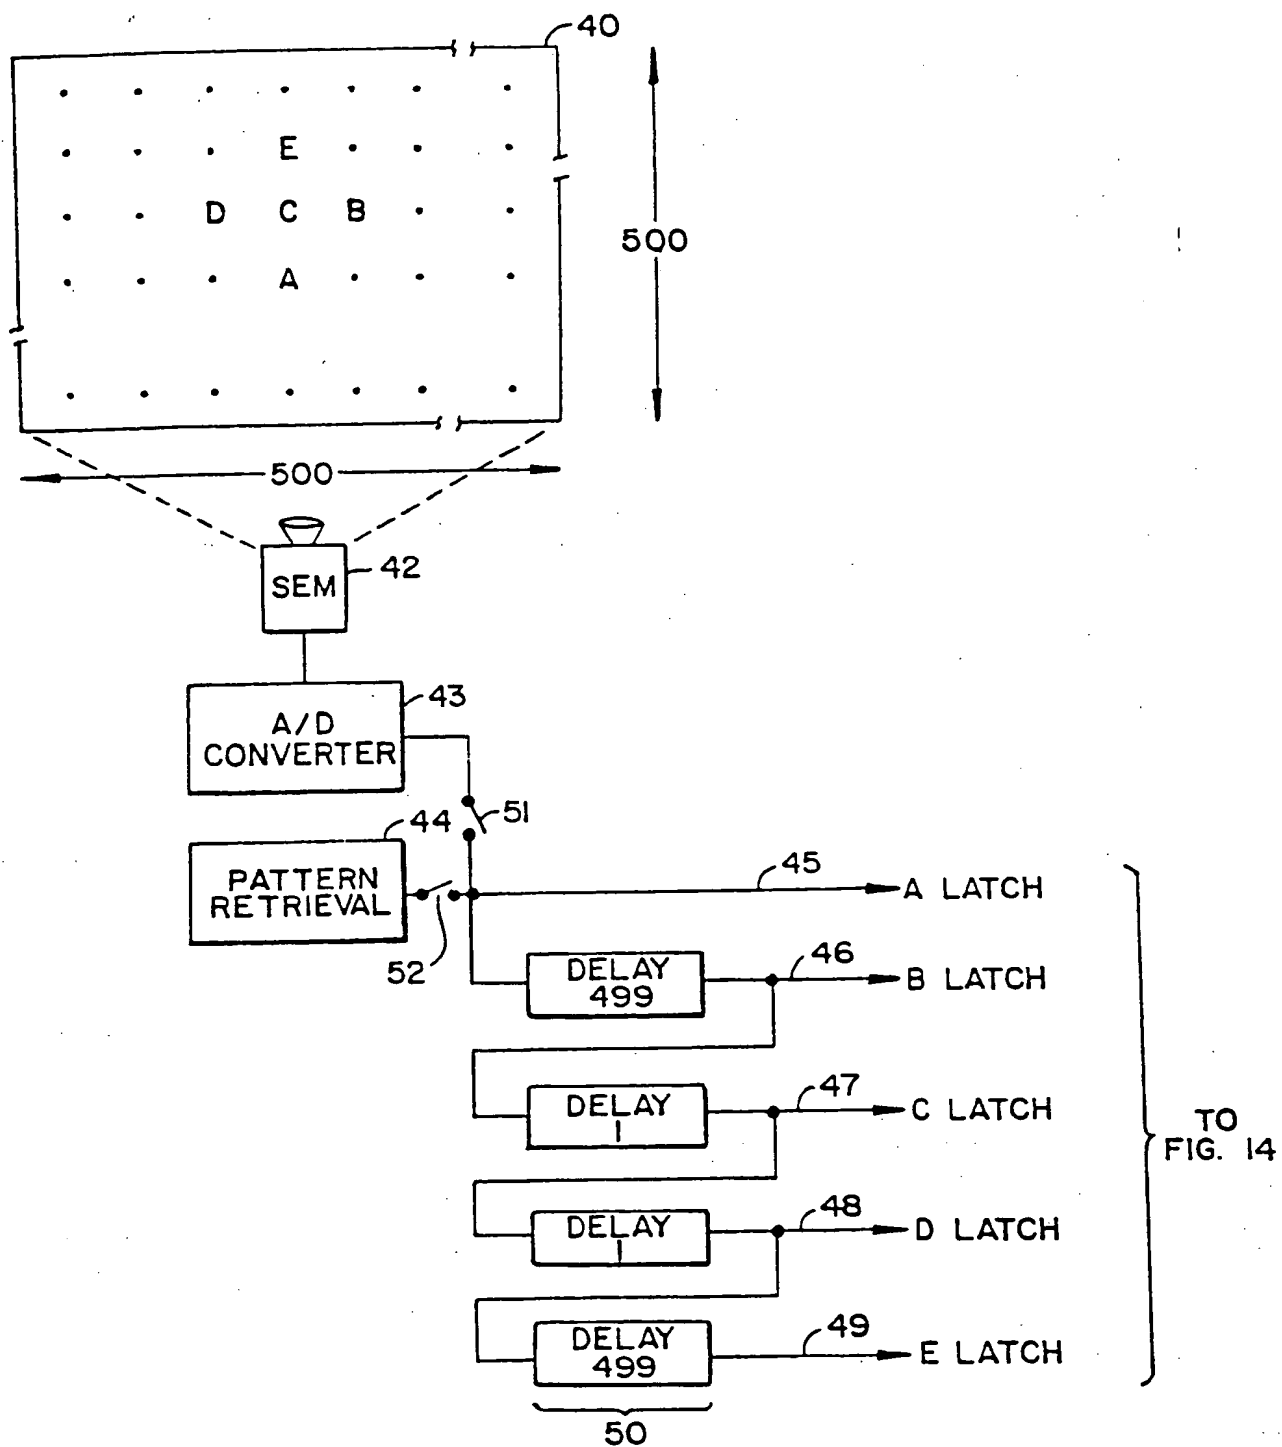 40
E
D C B
A
500
500
SEM
42
A/D
CONVERTER
43
51
44
PATTERN
RETRIEVAL
52
45
A LATCH
DELAY
499
46
B LATCH
DELAY
1
47
C LATCH
DELAY
1
48
D LATCH
DELAY
499
49
E LATCH
50
TO
FIG. 14